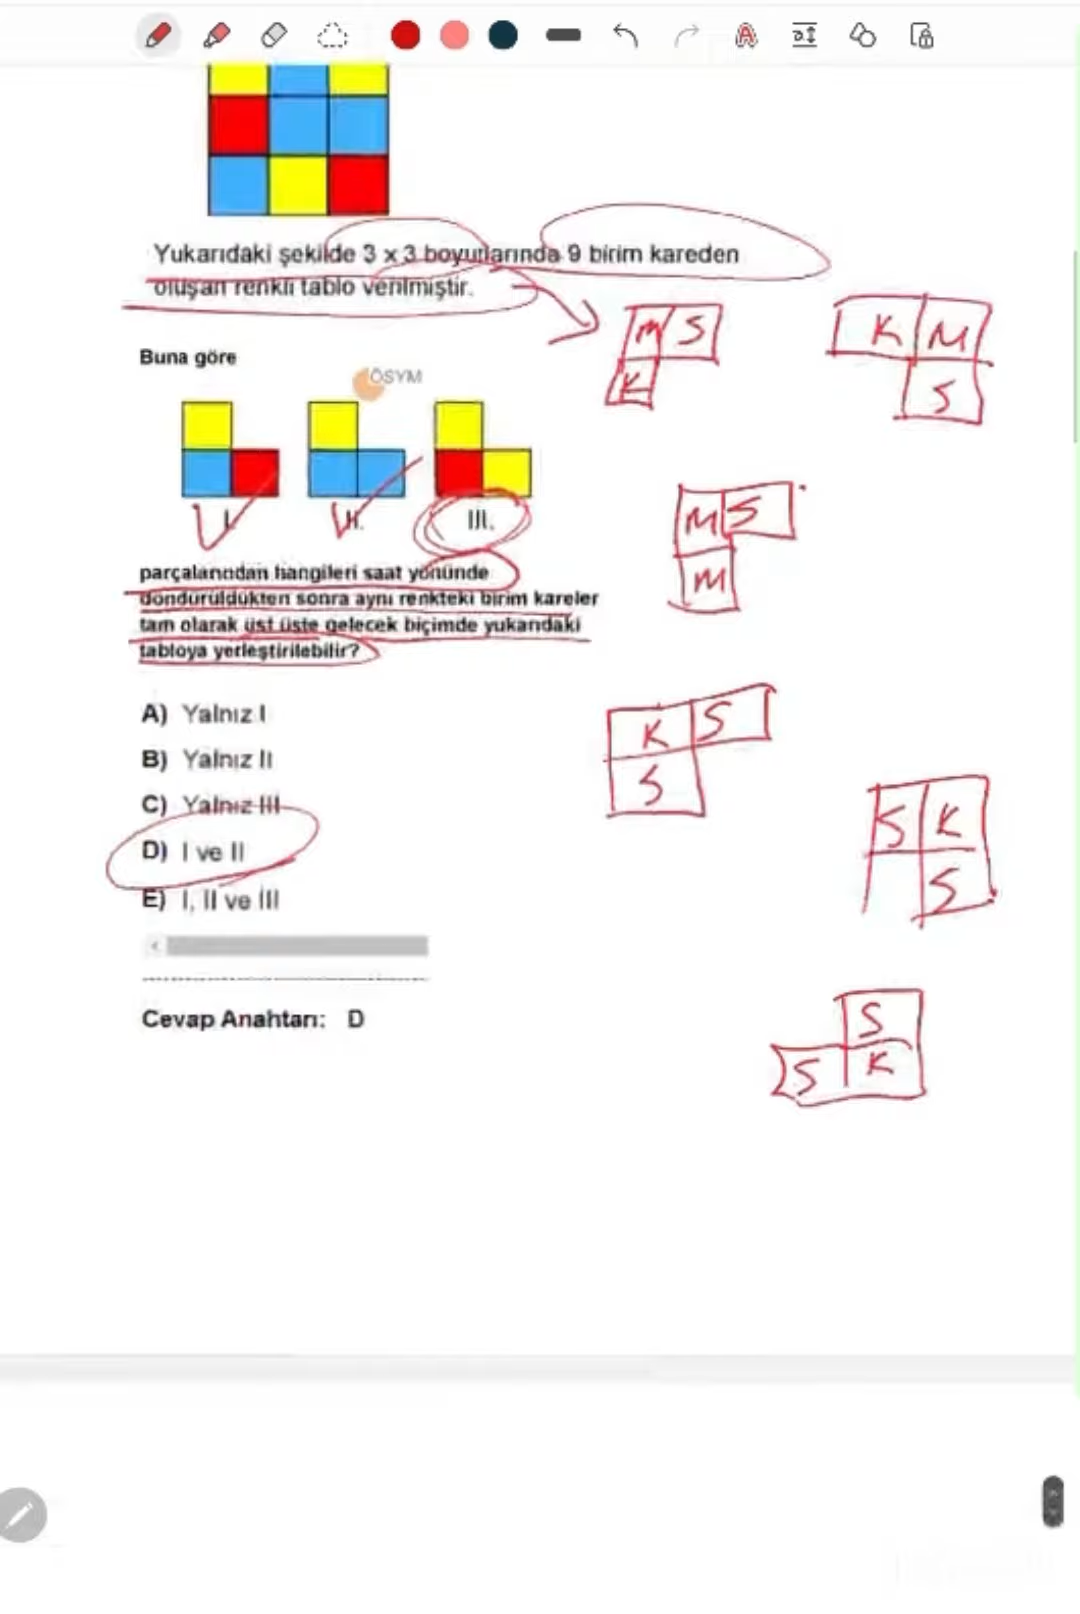 Yukarıdaki şekilde 3 x 3 boyutlarında 9 birim kareden
oluşan renkli tablo verilmiştir.
M S
K
K M
S
Buna göre
ÖSYM
I.
II.
III.
M S
M
parçalarından hangileri saat yönünde
döndürüldükten sonra aynı renkteki birim kareler
tam olarak üst üste gelecek biçimde yukarıdaki
tabloya yerleştirilebilir?
A) Yalnız I
B) Yalnız II
C) Yalnız III
D) I ve II
E) I, II ve III
K S
S
S K
S
Cevap Anahtarı: D
S
S K